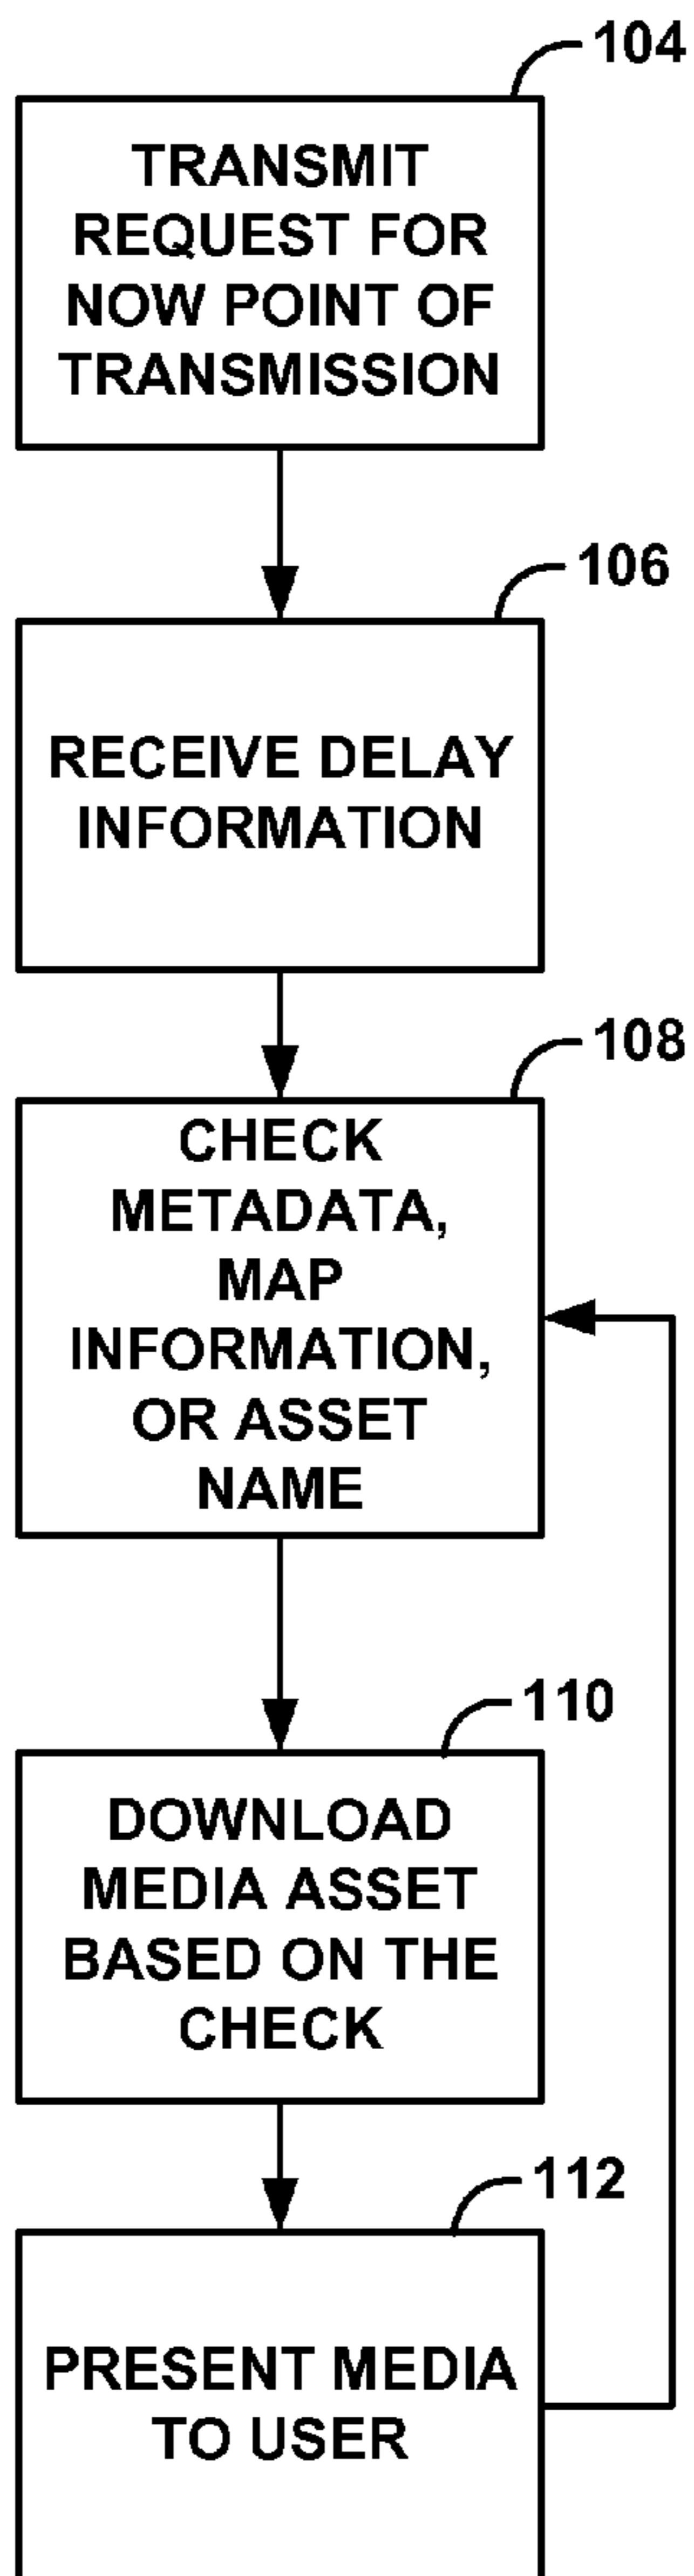 104
TRANSMIT
REQUEST FOR
NOW POINT OF
TRANSMISSION
106
RECEIVE DELAY
INFORMATION
108
CHECK
METADATA,
MAP
INFORMATION,
OR ASSET
NAME
110
DOWNLOAD
MEDIA ASSET
BASED ON THE
CHECK
112
PRESENT MEDIA
TO USER